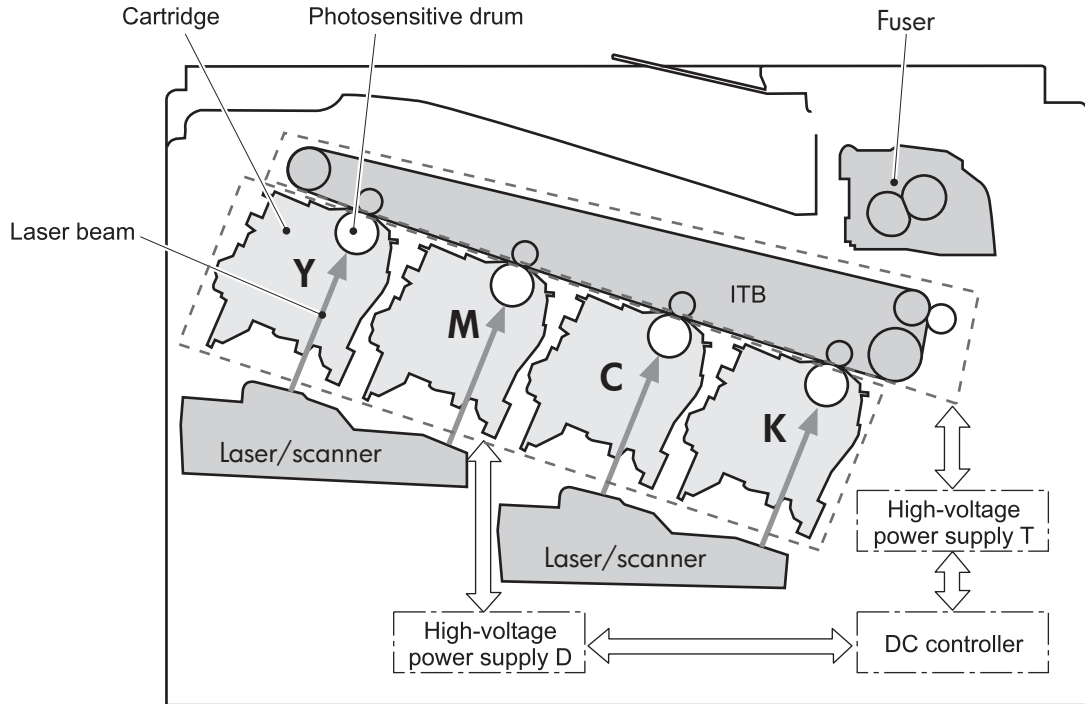 Cartridge
Photosensitive drum
Fuser
Laser beam
Y
ITB
M
C
K
Laser/scanner
High-voltage
power supply T
Laser/scanner
High-voltage
power supply D
DC controller